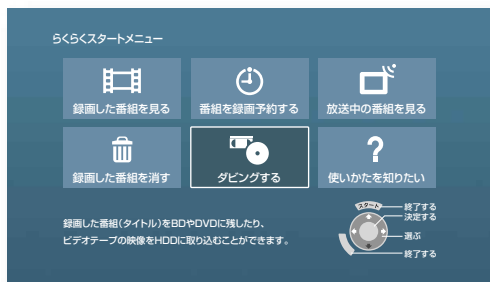 らくらくスタートメニュー
録画した番組を見る
番組を録画予約する
放送中の番組を見る
録画した番組を消す
ダビングする
使いかたを知りたい
録画した番組(タイトル)をBDやDVDに残したり、
ビデオテープの映像をHDDに取り込むことができます。
スタート
終了する
決定する
選ぶ
終了する